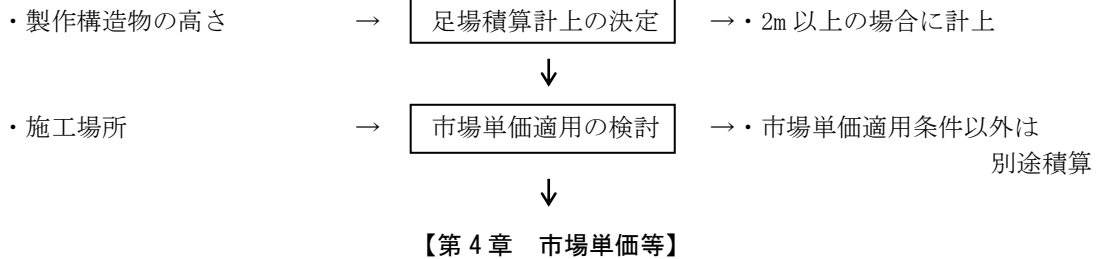 ・製作構造物の高さ → 足場積算計上の決定 →・2m以上の場合に計上
↓
・施工場所 → 市場単価適用の検討 →・市場単価適用条件以外は
別途積算
↓
【第4章 市場単価等】